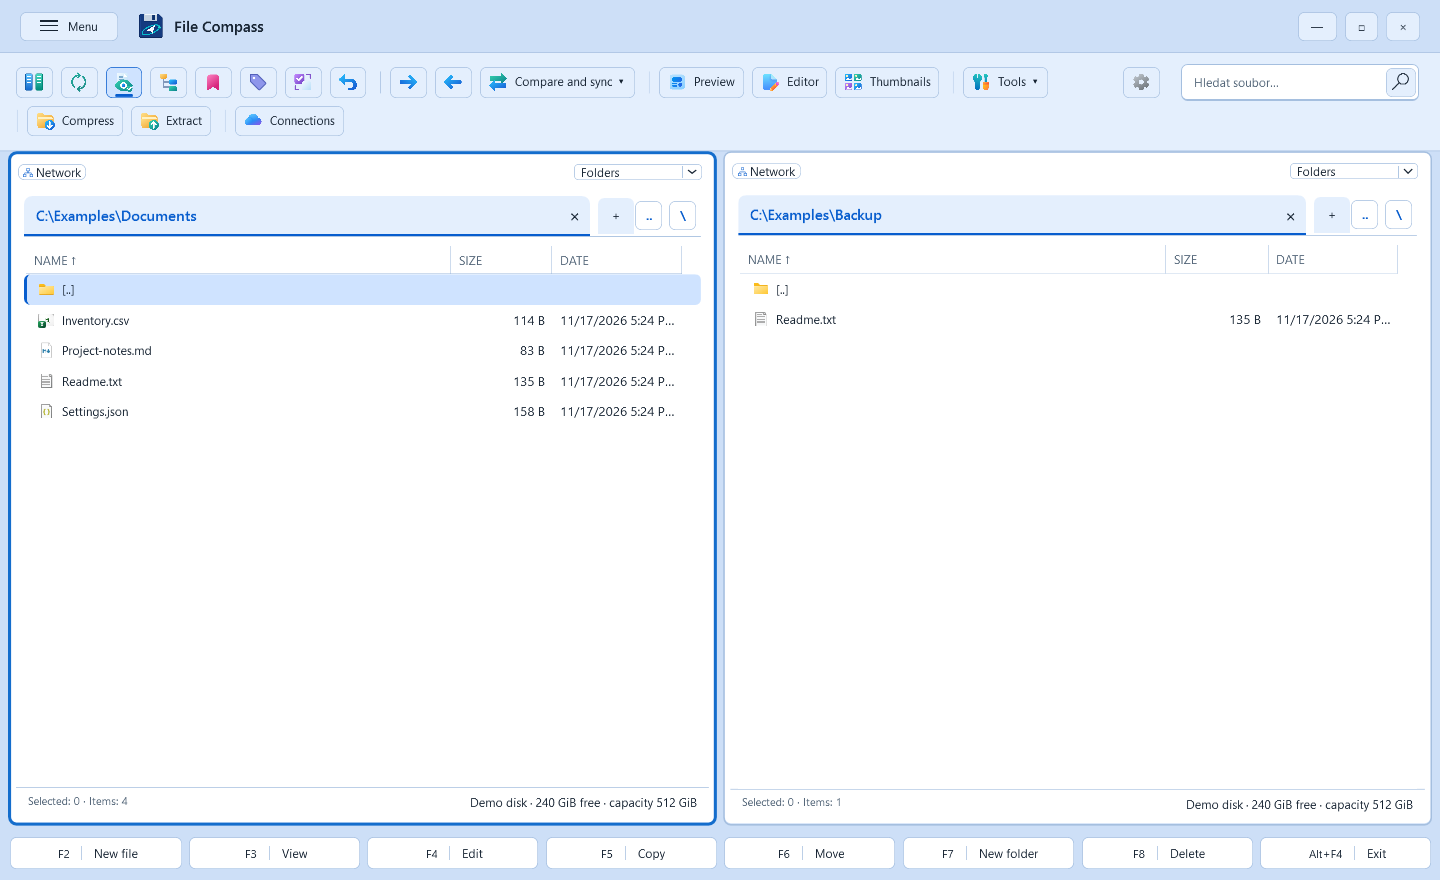 Menu
File Compass
Compare and sync
Preview
Editor
Thumbnails
Tools
Hledat soubor...
Compress
Extract
Connections
Network
Folders
C:\Examples\Documents
× + .. \
NAME ↑ SIZE DATE
[..]
Inventory.csv 114 B 11/17/2026 5:24 P...
Project-notes.md 83 B 11/17/2026 5:24 P...
Readme.txt 135 B 11/17/2026 5:24 P...
Settings.json 158 B 11/17/2026 5:24 P...
Selected: 0 · Items: 4
Demo disk · 240 GiB free · capacity 512 GiB
Network
Folders
C:\Examples\Backup
× + .. \
NAME ↑ SIZE DATE
[..]
Readme.txt 135 B 11/17/2026 5:24 P...
Selected: 0 · Items: 1
Demo disk · 240 GiB free · capacity 512 GiB
F2 New file
F3 View
F4 Edit
F5 Copy
F6 Move
F7 New folder
F8 Delete
Alt+F4 Exit